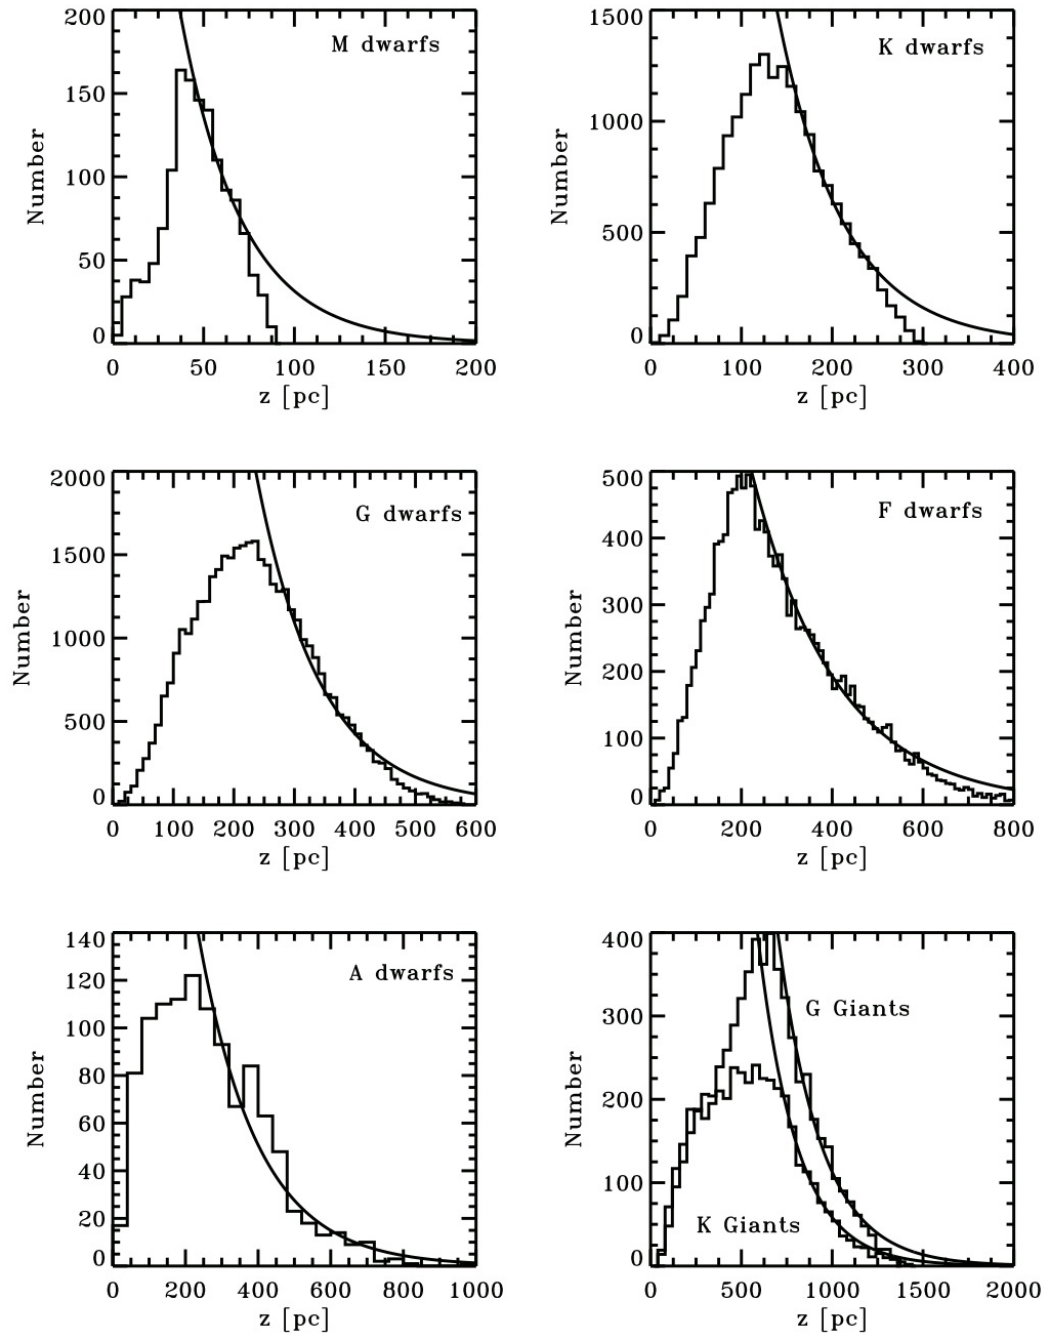 M dwarfs
200
150
100
50
0
Number
0 50 100 150 200
z [pc]
K dwarfs
1500
1000
500
0
Number
0 100 200 300 400
z [pc]
G dwarfs
2000
1500
1000
500
0
Number
0 100 200 300 400 500 600
z [pc]
F dwarfs
500
400
300
200
100
0
Number
0 200 400 600 800
z [pc]
A dwarfs
140
120
100
80
60
40
20
0
Number
0 200 400 600 800 1000
z [pc]
G Giants
K Giants
400
300
200
100
0
Number
0 500 1000 1500 2000
z [pc]